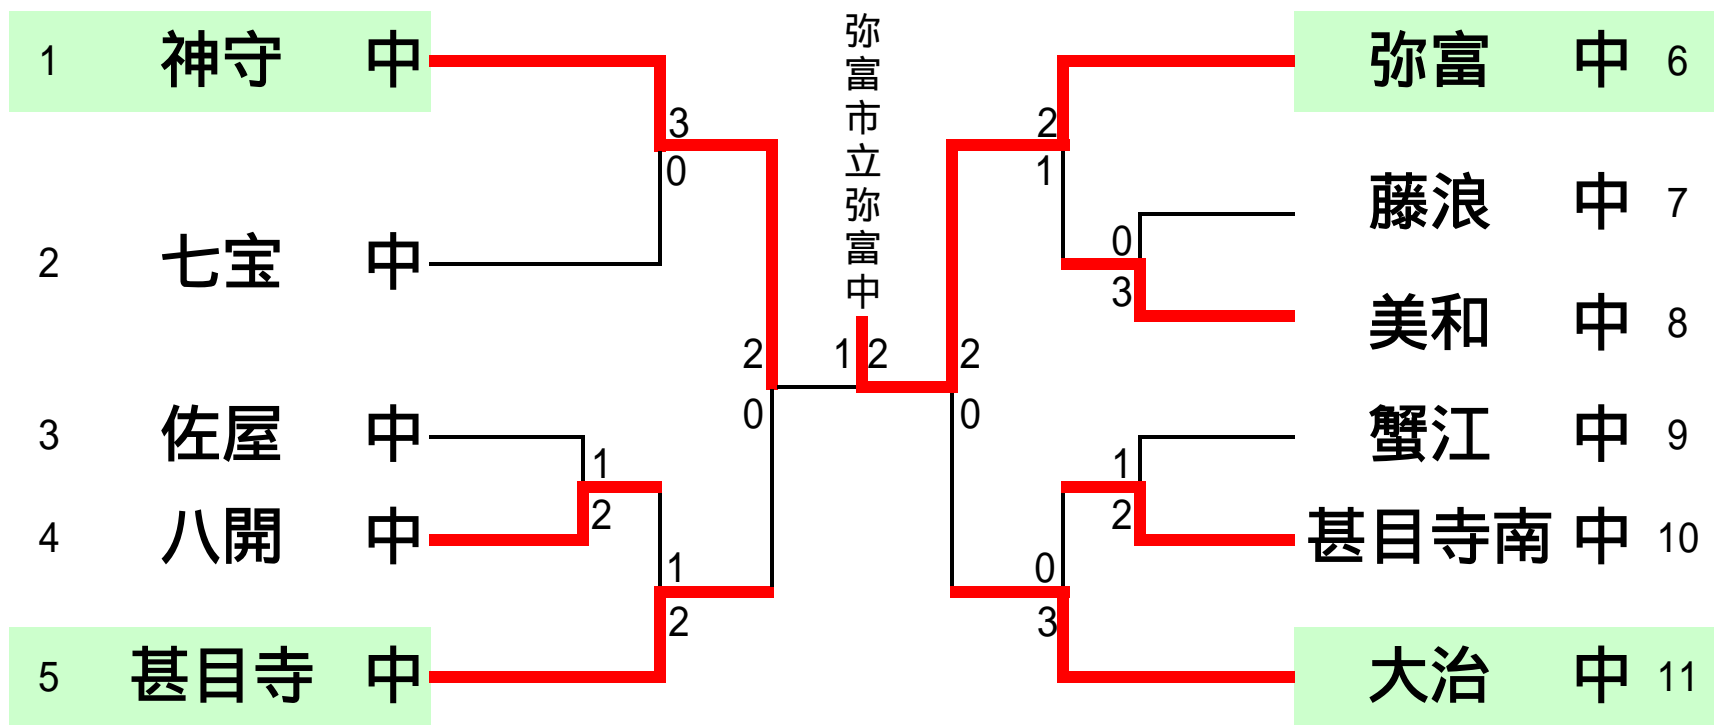 1 神守 中
3
0
2 七宝 中
2
0
3 佐屋 中
1
2
4 八開 中
1
2
5 甚目寺 中
弥富市立弥富中
1 2
弥富 中 6
2
1
藤浪 中 7
0
3
美和 中 8
2
0
蟹江 中 9
1
2
甚目寺南 中 10
0
3
大治 中 11